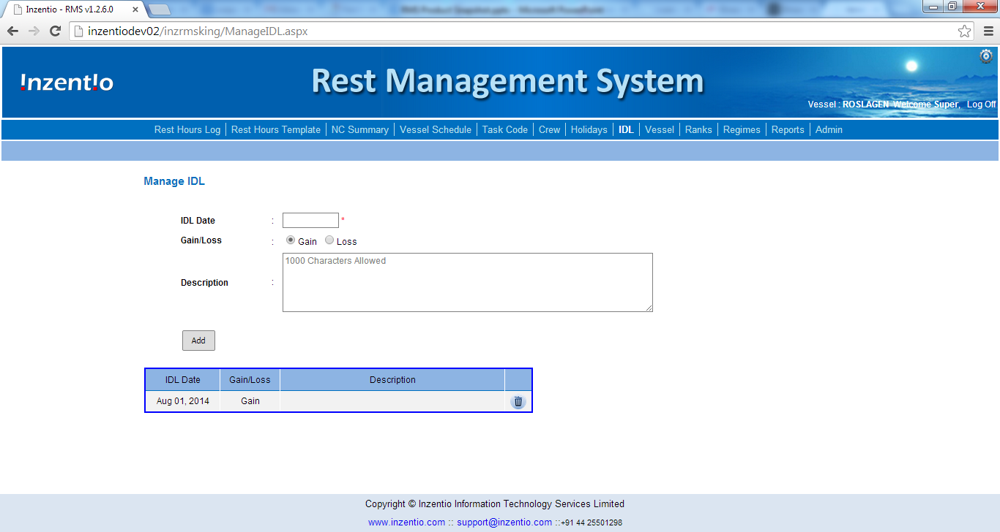 Inzentio - RMS v1.2.6.0
inzentiodev02/inzrmsking/ManageIDL.aspx
!nzent!o
Rest Management System
Vessel : ROSLAGEN Welcome Super, Log Off
Rest Hours Log Rest Hours Template NC Summary Vessel Schedule Task Code Crew Holidays IDL Vessel Ranks Regimes Reports Admin
Manage IDL
IDL Date : *
Gain/Loss : Gain Loss
1000 Characters Allowed
Description :
Add
IDL Date Gain/Loss Description
Aug 01, 2014 Gain
Copyright © Inzentio Information Technology Services Limited
www.inzentio.com :: support@inzentio.com ::+91 44 25501298